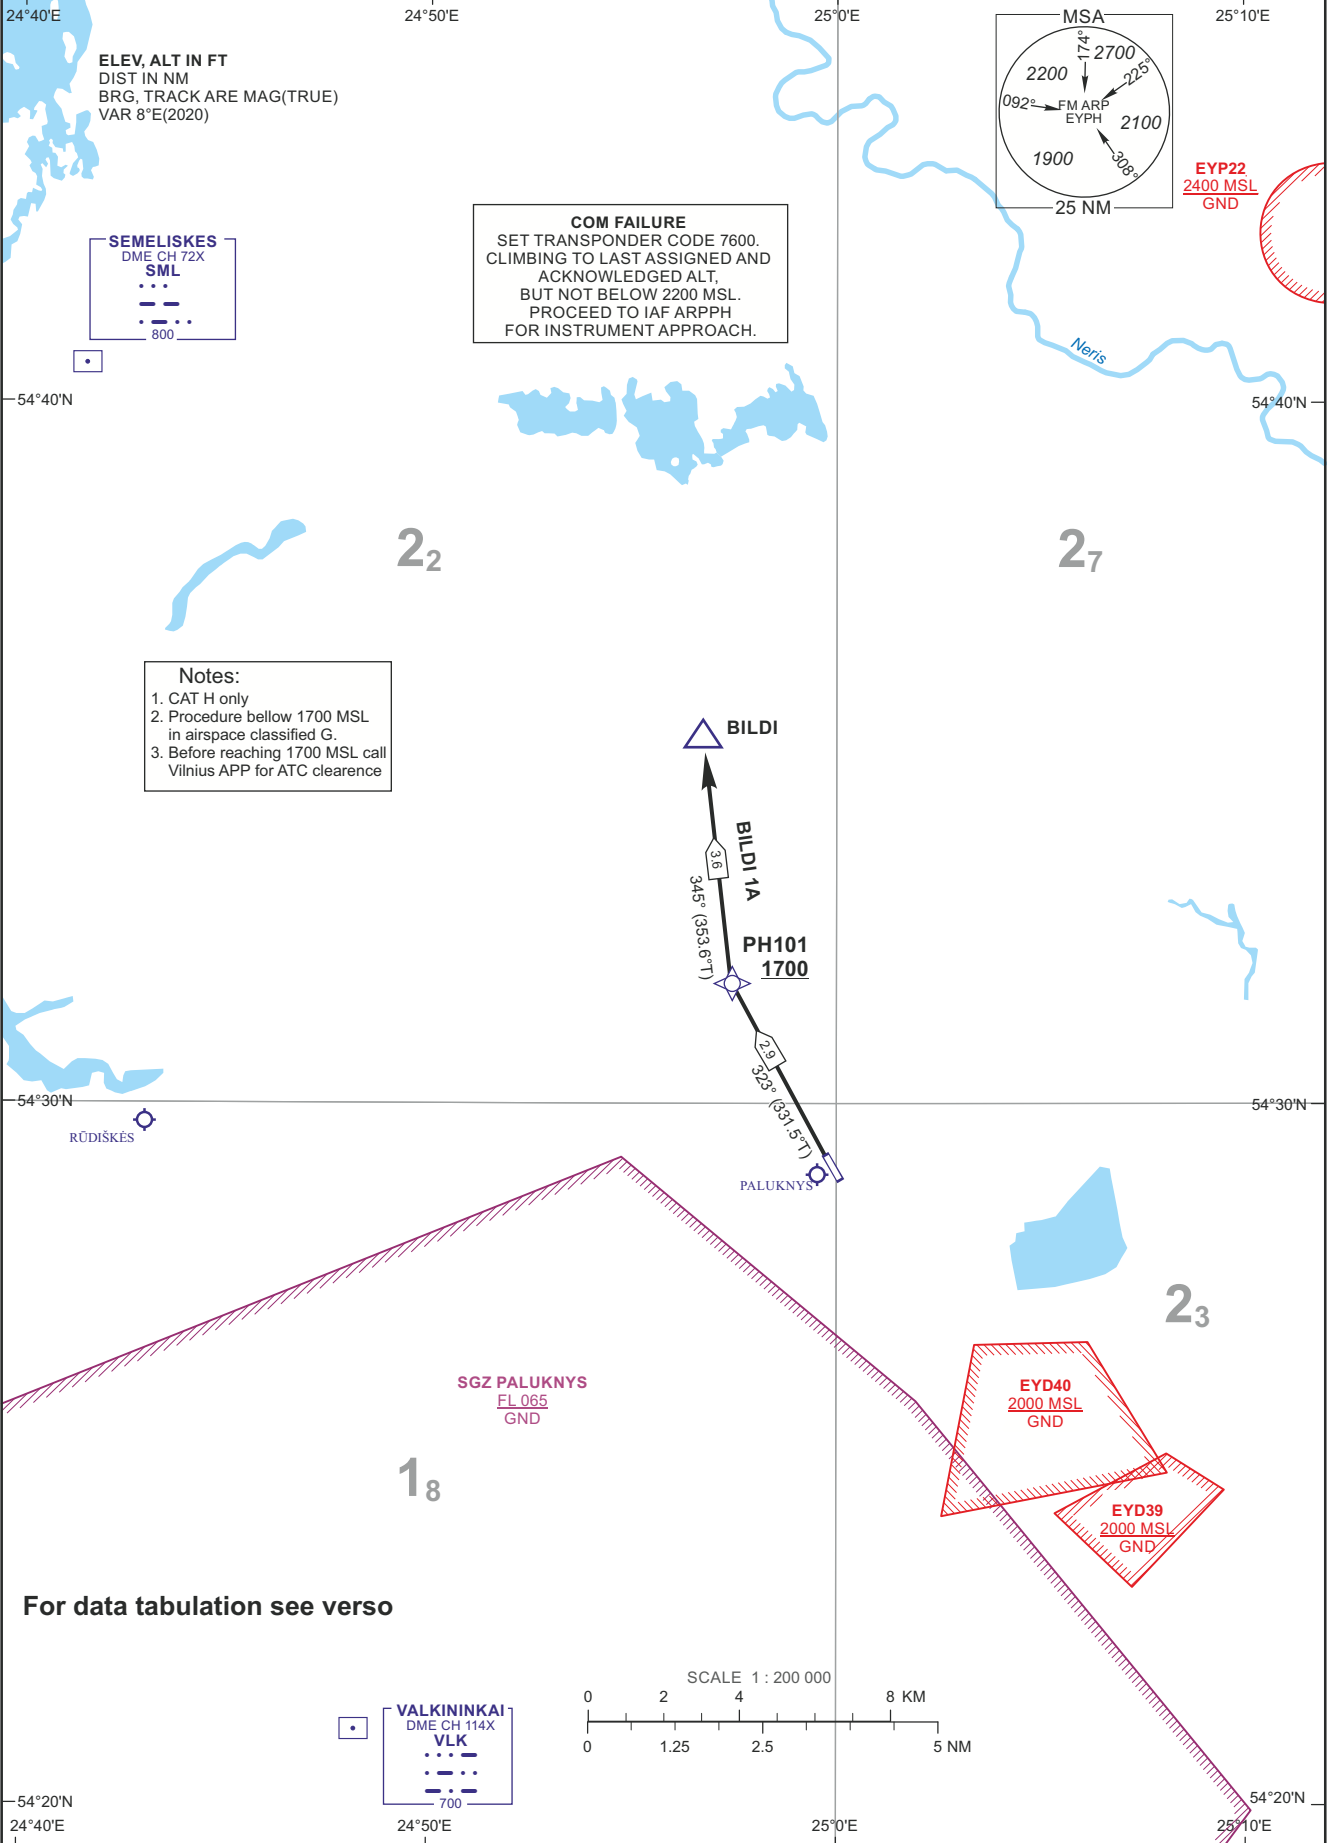 24°40'E
24°50'E
25°0'E
25°10'E
ELEV, ALT IN FT
DIST IN NM
BRG, TRACK ARE MAG(TRUE)
VAR 8°E(2020)
MSA
174°
2700
2200
225°
092°
FM ARP
EYPH
2100
1900
308°
25 NM
EYP22
2400 MSL
GND
SEMELISKES
DME CH 72X
SML
800
COM FAILURE
SET TRANSPONDER CODE 7600.
CLIMBING TO LAST ASSIGNED AND
ACKNOWLEDGED ALT,
BUT NOT BELOW 2200 MSL.
PROCEED TO IAF ARPPH
FOR INSTRUMENT APPROACH.
Neris
54°40'N
54°40'N
22
27
Notes:
1. CAT H only
2. Procedure bellow 1700 MSL
in airspace classified G.
3. Before reaching 1700 MSL call
Vilnius APP for ATC clearence
BILDI
BILDI 1A
3.6
345° (353.6°T)
PH101
1700
2.9
323° (331.5°T)
54°30'N
54°30'N
RŪDIŠKĖS
PALUKNYS
23
SGZ PALUKNYS
FL 065
GND
EYD40
2000 MSL
GND
18
EYD39
2000 MSL
GND
For data tabulation see verso
SCALE 1 : 200 000
0 2 4 8 KM
0 1.25 2.5 5 NM
VALKININKAI
DME CH 114X
VLK
700
54°20'N
54°20'N
24°40'E
24°50'E
25°0'E
25°10'E